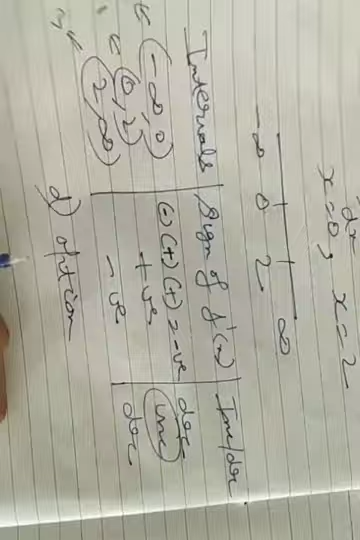 dx
x=0, x=2
-∞ 0 2 ∞
Intervals Sign of f'(x) Inc/dec
(-∞, 0) (-)(+)(+) = -ve dec
(0, 2) +ve inc
(2, ∞) -ve dec
d) option